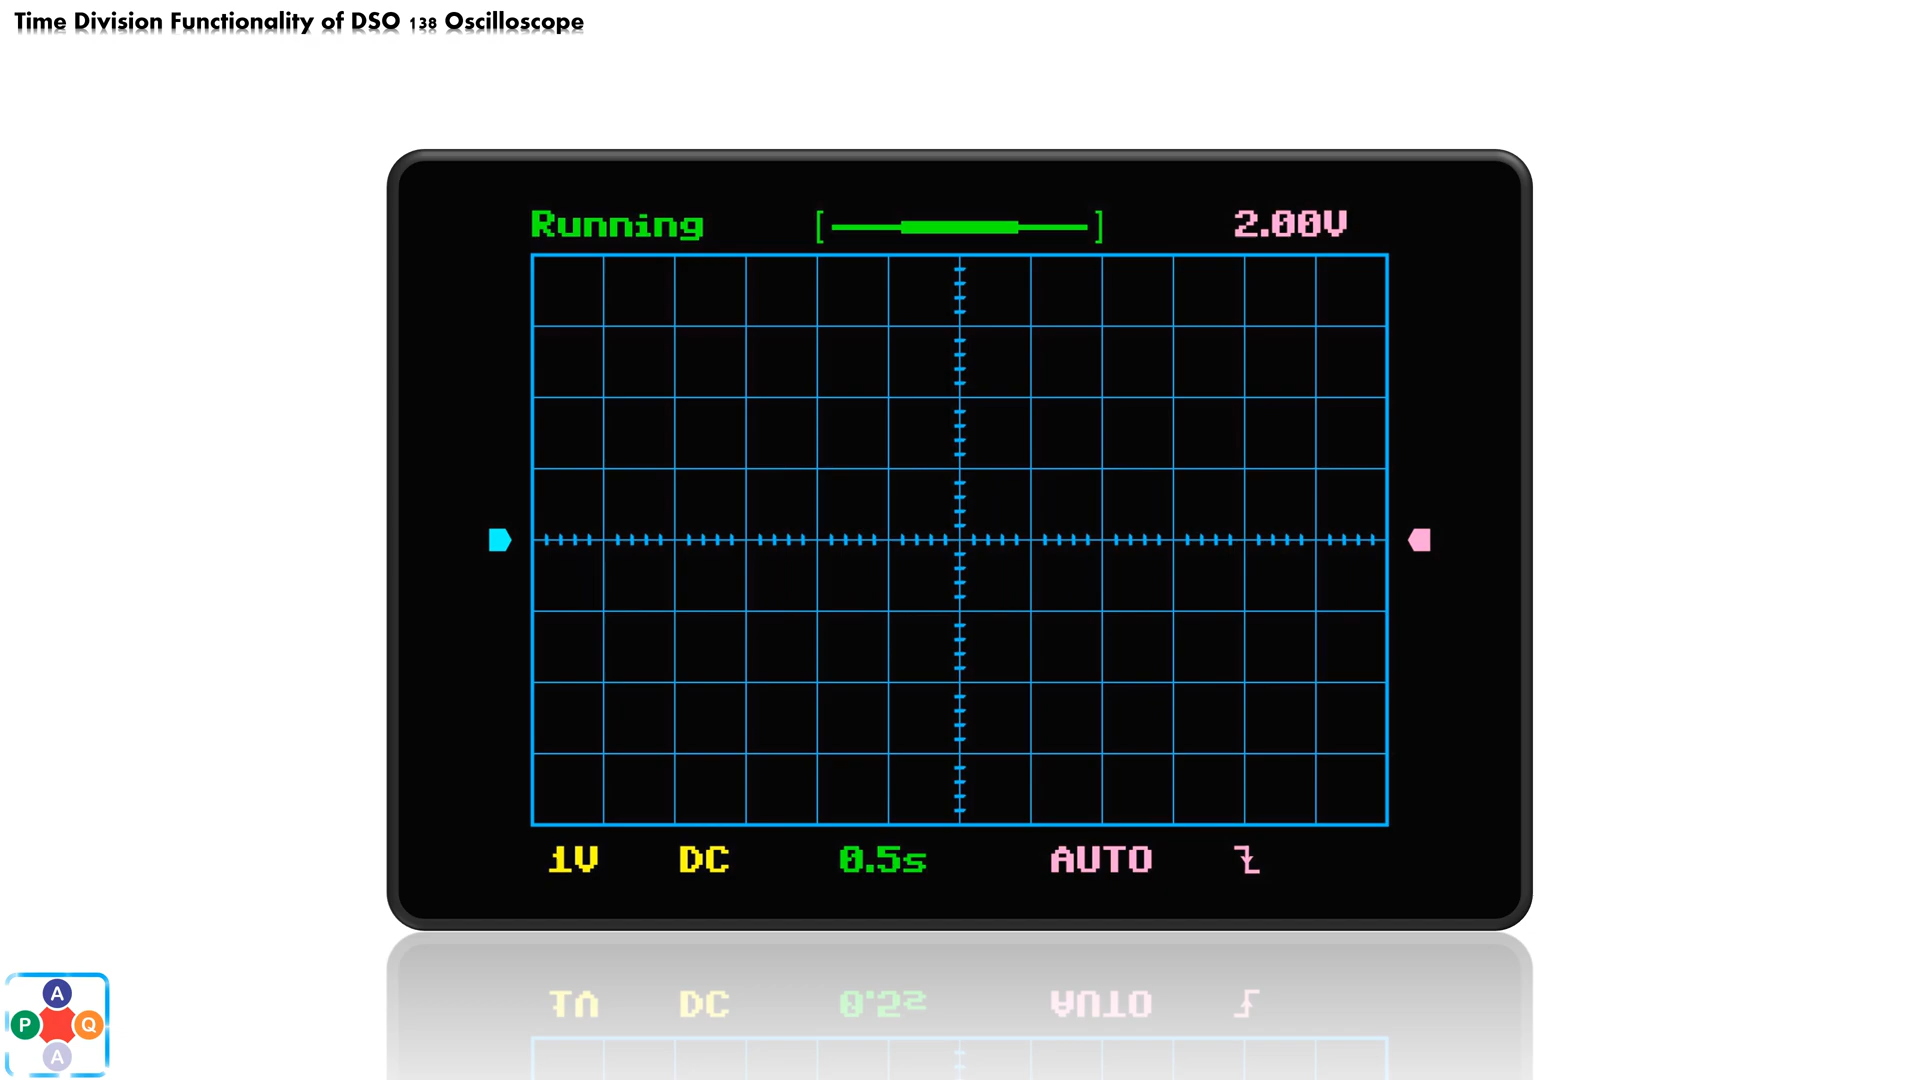 Time Division Functionality of DSO 138 Oscilloscope
Running [ ] 2.00V
1V DC 0.5s AUTO
A
P Q
A